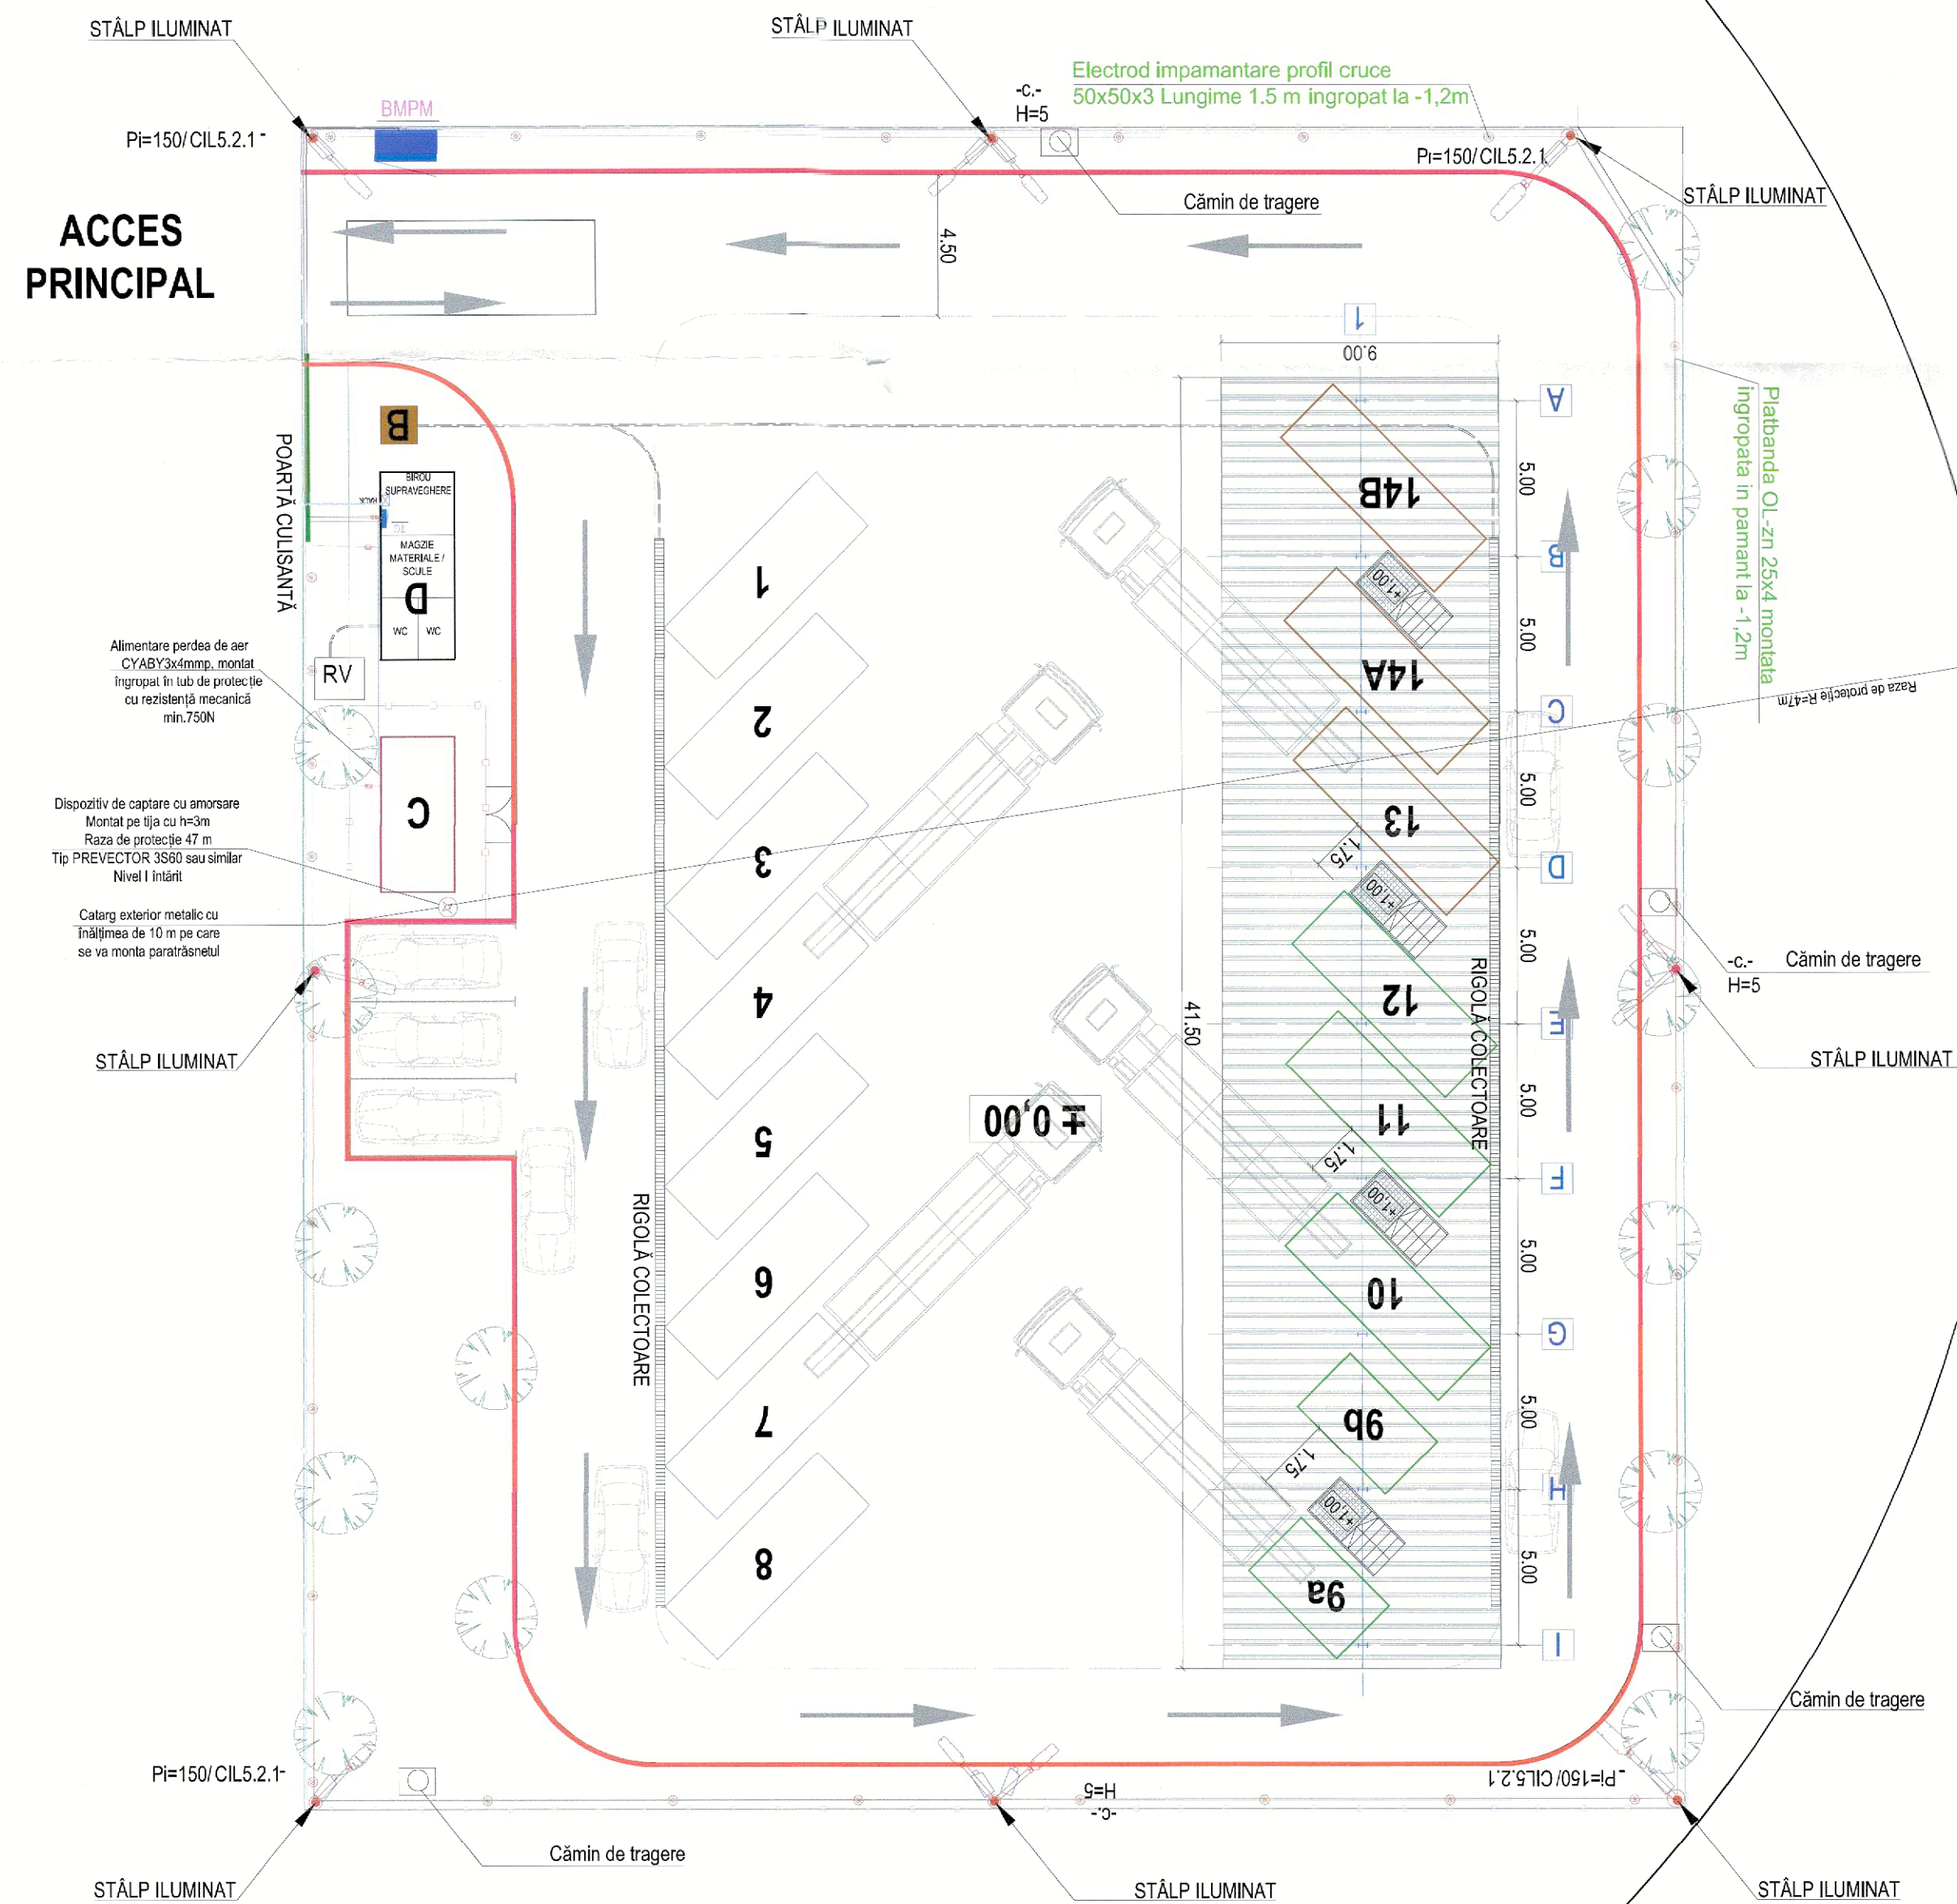 STÂLP ILUMINAT
STÂLP ILUMINAT
Electrod impamantare profil cruce
50x50x3 Lungime 1.5 m ingropat la -1,2m
-c.-
H=5
BMPM
Pi=150/ CIL5.2.1
Pi=150/ CIL5.2.1
Cămin de tragere
STÂLP ILUMINAT
ACCES
PRINCIPAL
4.50
1
9.00
A
B
POARTĂ CULISANTĂ
BIROU
SUPRAVEGHERE
MAGZIE
MATERIALE /
SCULE
D
WC
WC
RV
Alimentare perdea de aer
CYABY3x4mmp, montat
îngropat în tub de protecție
cu rezistență mecanică
min.750N
C
Dispozitiv de captare cu amorsare
Montat pe tija cu h=3m
Raza de protecție 47 m
Tip PREVECTOR 3S60 sau similar
Nivel I întărit
Catarg exterior metalic cu
înălțimea de 10 m pe care
se va monta paratrăsnetul
STÂLP ILUMINAT
Platbanda OL-zn 25x4 montata
ingropata in pamant la -1,2m
Raza de protecție R=47m
1
2
3
4
5
6
7
8
RIGOLĂ COLECTOARE
± 0,00
41.50
14B
+1,00
14A
13
1.75
+1,00
12
11
1.75
+1,00
10
9b
1.75
+1,00
9a
RIGOLĂ COLECTOARE
5.00
B
5.00
C
5.00
D
5.00
E
5.00
F
5.00
G
5.00
H
5.00
I
-c.-
H=5
Cămin de tragere
STÂLP ILUMINAT
Cămin de tragere
Pi=150/ CIL5.2.1
Pi=150/ CIL5.2.1
H=5
-c.-
Cămin de tragere
STÂLP ILUMINAT
STÂLP ILUMINAT
STÂLP ILUMINAT